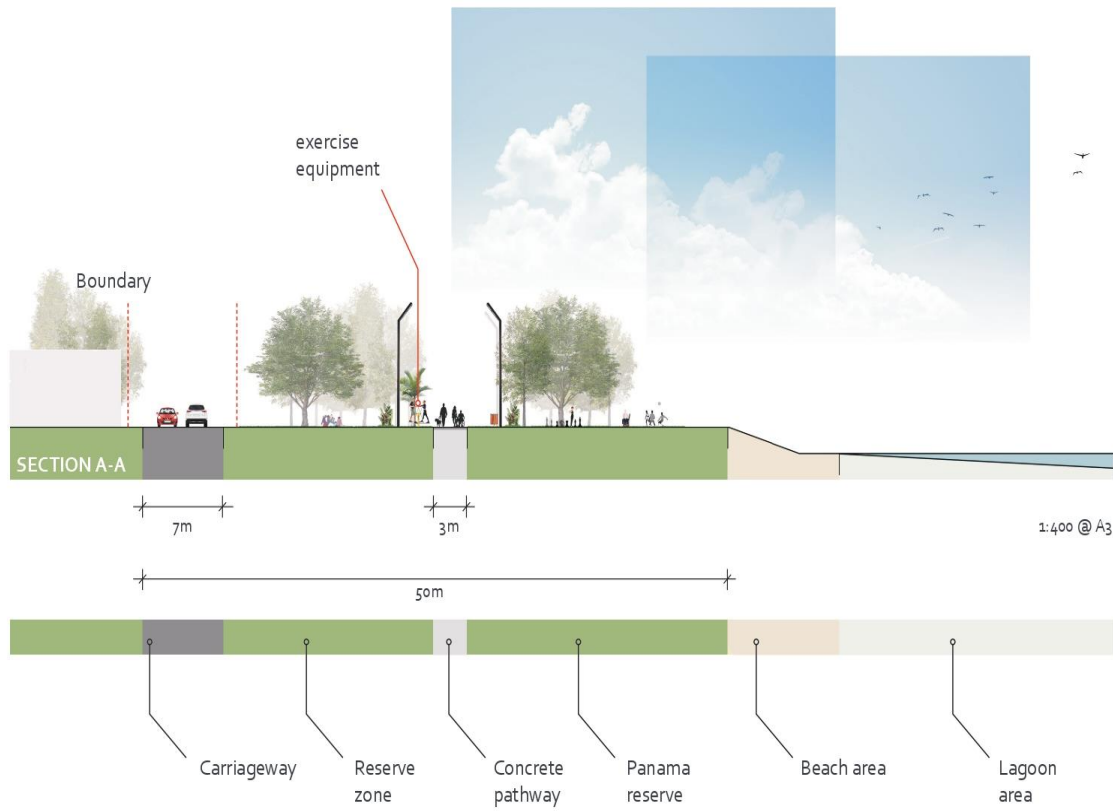 exercise
equipment
Boundary
SECTION A-A
7m
3m
1:400 @ A3
50m
Carriageway
Reserve
zone
Concrete
pathway
Panama
reserve
Beach area
Lagoon
area